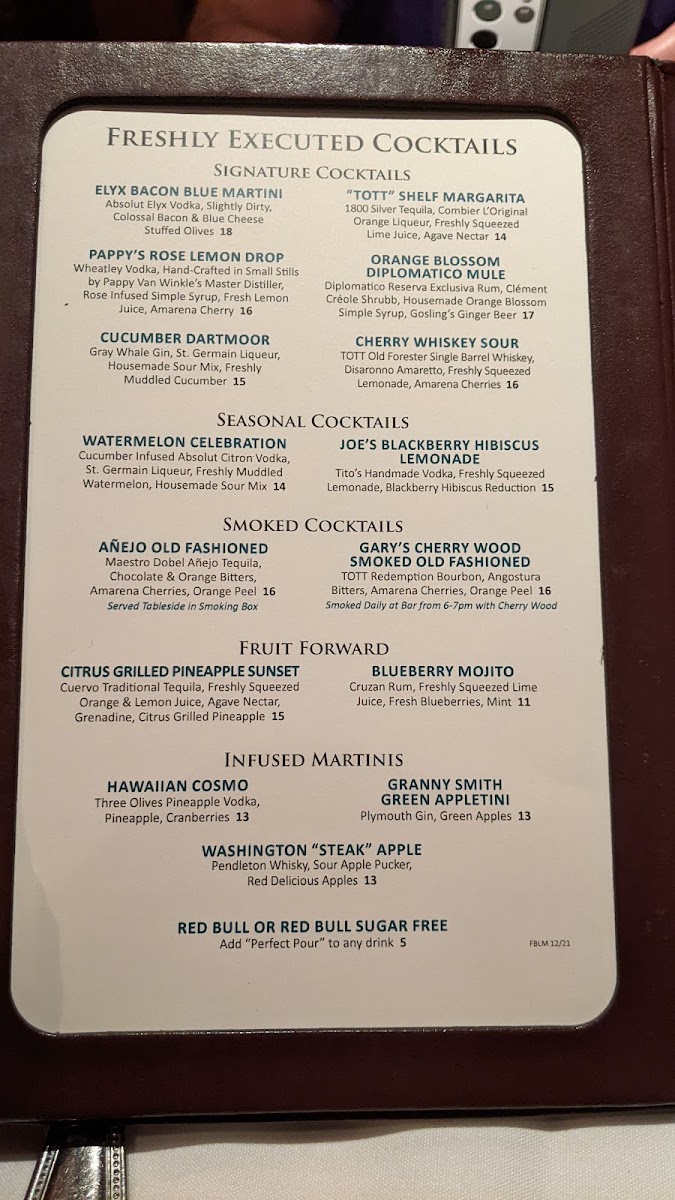 FRESHLY EXECUTED COCKTAILS
SIGNATURE COCKTAILS
ELYX BACON BLUE MARTINI
Absolut Elyx Vodka, Slightly Dirty,
Colossal Bacon & Blue Cheese
Stuffed Olives 18
"TOTT" SHELF MARGARITA
1800 Silver Tequila, Combier L'Original
Orange Liqueur, Freshly Squeezed
Lime Juice, Agave Nectar 14
PAPPY'S ROSE LEMON DROP
Wheatley Vodka, Hand-Crafted in Small Stills
by Pappy Van Winkle's Master Distiller,
Rose Infused Simple Syrup, Fresh Lemon
Juice, Amarena Cherry 16
ORANGE BLOSSOM
DIPLOMATICO MULE
Diplomatico Reserva Exclusiva Rum, Clément
Créole Shrubb, Housemade Orange Blossom
Simple Syrup, Gosling's Ginger Beer 17
CUCUMBER DARTMOOR
Gray Whale Gin, St. Germain Liqueur,
Housemade Sour Mix, Freshly
Muddled Cucumber 15
CHERRY WHISKEY SOUR
TOTT Old Forester Single Barrel Whiskey,
Disaronno Amaretto, Freshly Squeezed
Lemonade, Amarena Cherries 16
SEASONAL COCKTAILS
WATERMELON CELEBRATION
Cucumber Infused Absolut Citron Vodka,
St. Germain Liqueur, Freshly Muddled
Watermelon, Housemade Sour Mix 14
JOE'S BLACKBERRY HIBISCUS
LEMONADE
Tito's Handmade Vodka, Freshly Squeezed
Lemonade, Blackberry Hibiscus Reduction 15
SMOKED COCKTAILS
AÑEJO OLD FASHIONED
Maestro Dobel Añejo Tequila,
Chocolate & Orange Bitters,
Amarena Cherries, Orange Peel 16
Served Tableside in Smoking Box
GARY'S CHERRY WOOD
SMOKED OLD FASHIONED
TOTT Redemption Bourbon, Angostura
Bitters, Amarena Cherries, Orange Peel 16
Smoked Daily at Bar from 6-7pm with Cherry Wood
FRUIT FORWARD
CITRUS GRILLED PINEAPPLE SUNSET
Cuervo Traditional Tequila, Freshly Squeezed
Orange & Lemon Juice, Agave Nectar,
Grenadine, Citrus Grilled Pineapple 15
BLUEBERRY MOJITO
Cruzan Rum, Freshly Squeezed Lime
Juice, Fresh Blueberries, Mint 11
INFUSED MARTINIS
HAWAIIAN COSMO
Three Olives Pineapple Vodka,
Pineapple, Cranberries 13
GRANNY SMITH
GREEN APPLETINI
Plymouth Gin, Green Apples 13
WASHINGTON "STEAK" APPLE
Pendleton Whisky, Sour Apple Pucker,
Red Delicious Apples 13
RED BULL OR RED BULL SUGAR FREE
Add "Perfect Pour" to any drink 5
FBLM 12/21